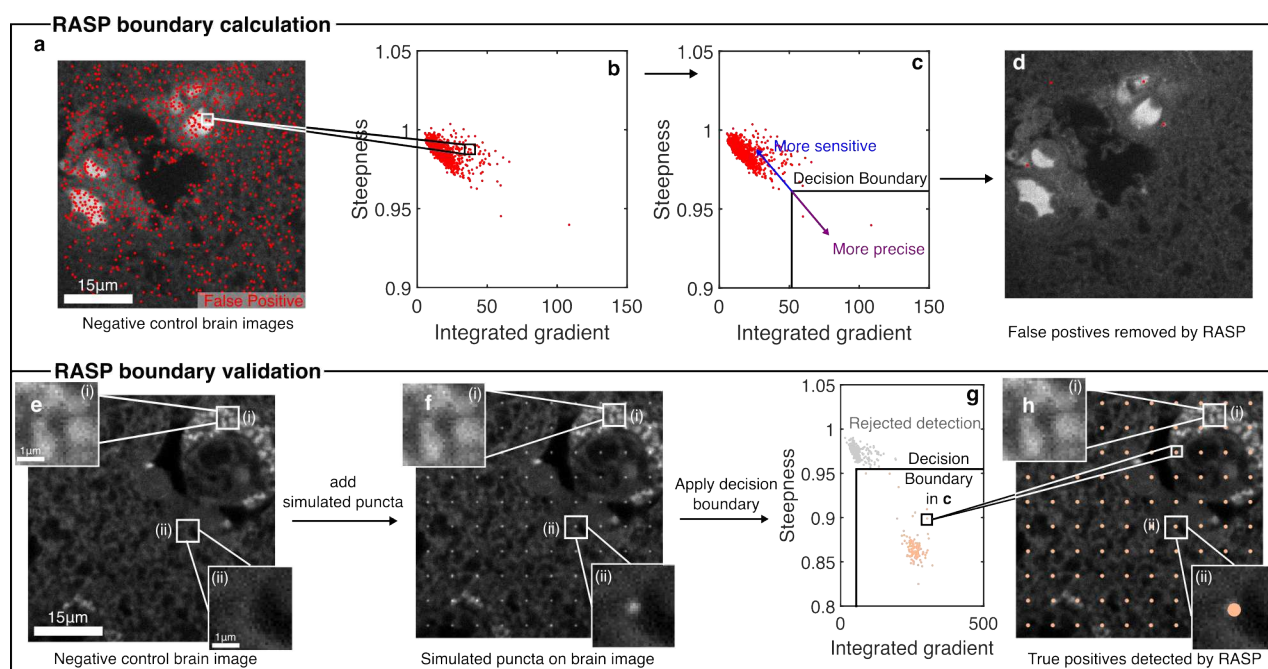 RASP boundary calculation
a
15µm
False Positive
Negative control brain images
b
1.05
1
0.95
0.9
Steepness
0
50
100
150
Integrated gradient
c
1.05
1
0.95
0.9
Steepness
More sensitive
Decision Boundary
More precise
0
50
100
150
Integrated gradient
d
False postives removed by RASP
RASP boundary validation
e
(i)
(i)
1µm
(ii)
(ii)
1µm
15µm
Negative control brain image
add
simulated puncta
f
(i)
(i)
(ii)
(ii)
Simulated puncta on brain image
Apply decision
boundary
g
1.05
1
0.95
0.9
0.85
0.8
Steepness
Rejected detection
Decision
Boundary
in c
0
500
Integrated gradient
h
(i)
(i)
(ii)
(ii)
True positives detected by RASP